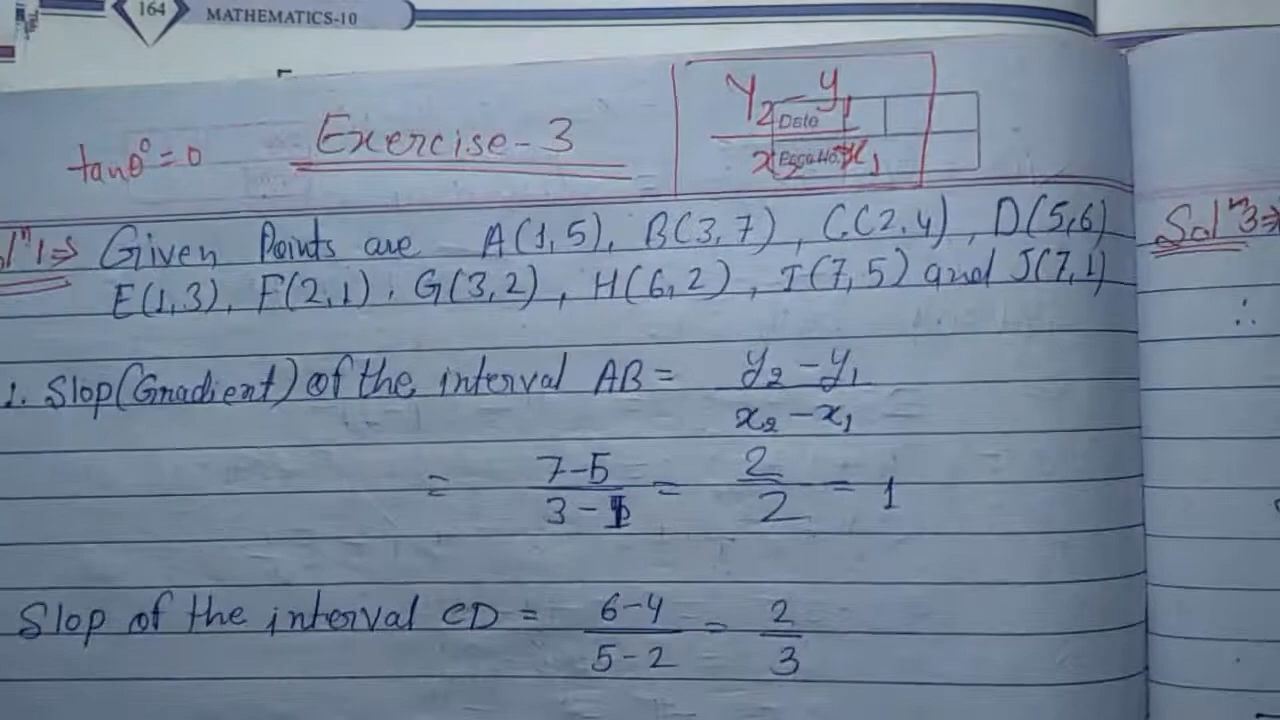 164 MATHEMATICS-10
Exercise-3
tanθ° = 0
Y₂ - y₁
Date
x₂ Page No. x₁
lⁿ 1 ⇒ Given Points are A(1,5), B(3,7), C(2,4), D(5,6)
E(1,3), F(2,1), G(3,2), H(6,2), I(7,5) and J(7,1)
1. Slop(Gradient) of the interval AB = y₂ - y₁
x₂ - x₁
= 7-5 = 2 = 1
3-1 2
Slop of the interval CD = 6-4 = 2
5-2 3
Solⁿ 3 ⇒
∴